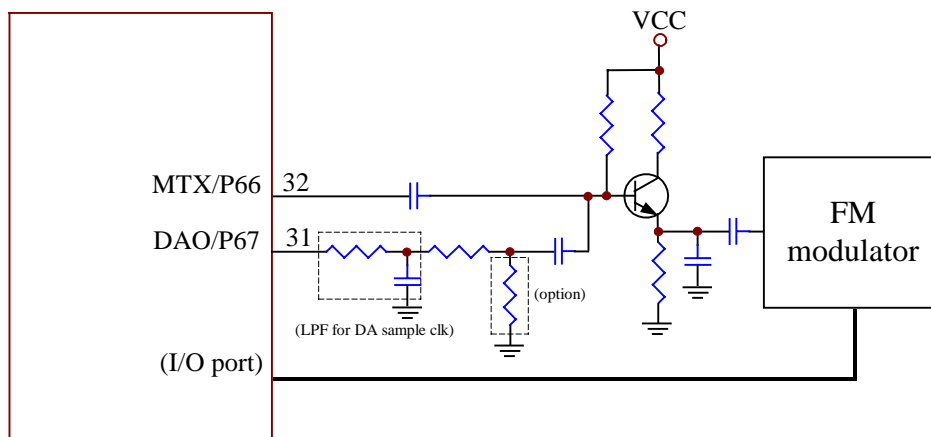 VCC
MTX/P66 32
DAO/P67 31
FM
modulator
(option)
(LPF for DA sample clk)
(I/O port)